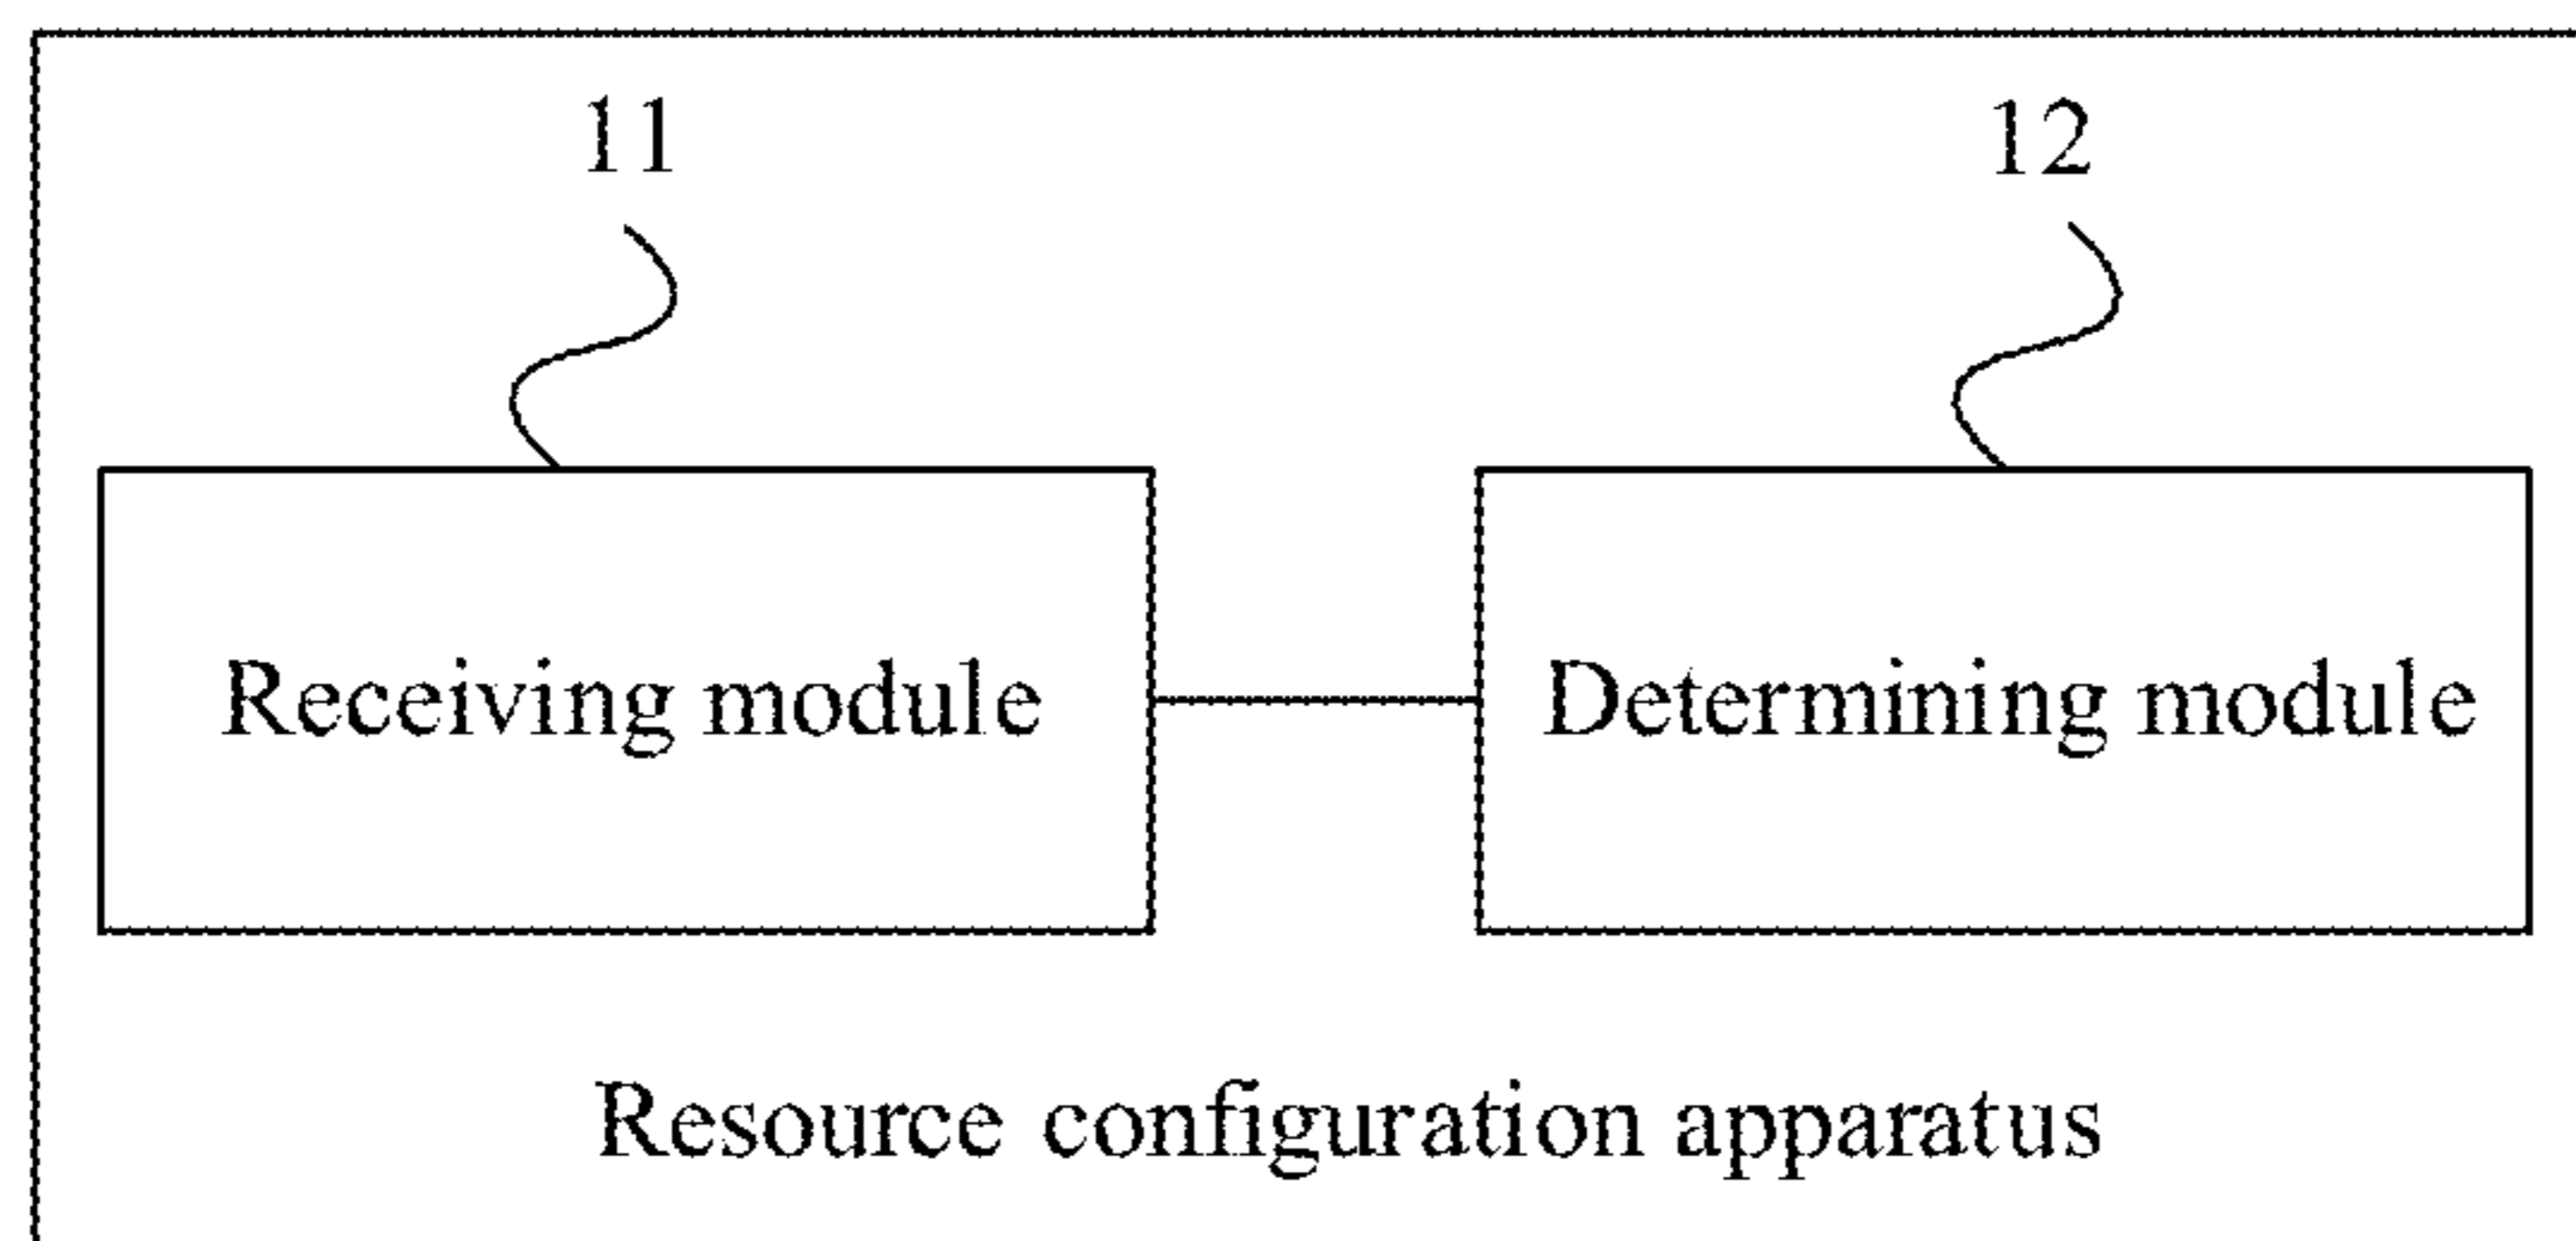 11 12
Receiving module Determining module
Resource configuration apparatus